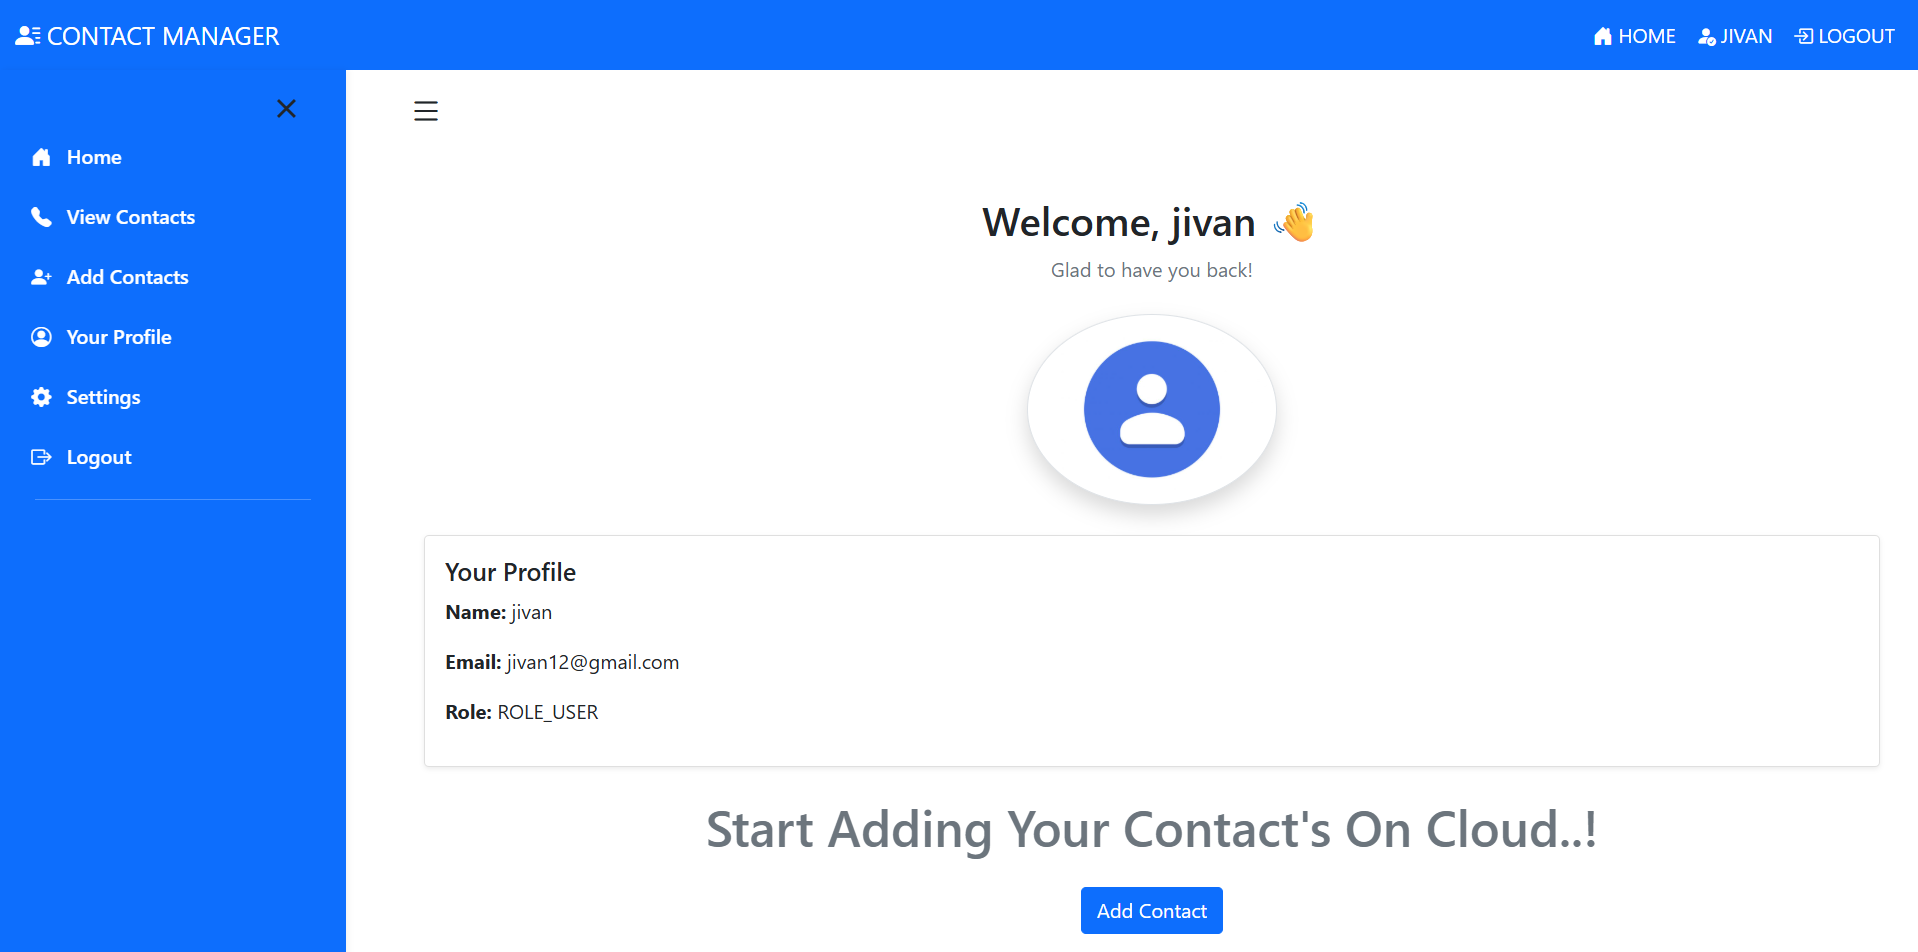 CONTACT MANAGER
HOME JIVAN LOGOUT
Home
View Contacts
Add Contacts
Your Profile
Settings
Logout
Welcome, jivan 👋
Glad to have you back!
Your Profile
Name: jivan
Email: jivan12@gmail.com
Role: ROLE_USER
Start Adding Your Contact's On Cloud..!
Add Contact